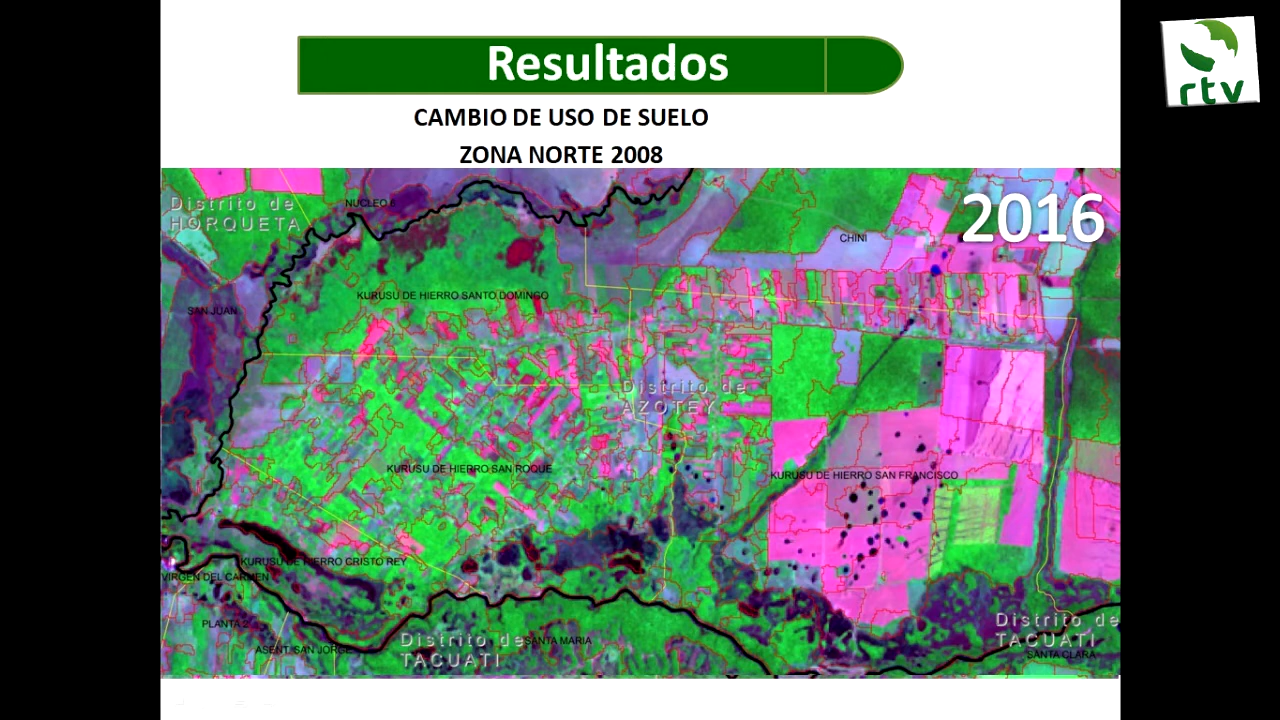 Resultados
rtv
CAMBIO DE USO DE SUELO
ZONA NORTE 2008
2016
Distrito de
HORQUETA
NUCLEO 6
CHINI
KURUSU DE HIERRO SANTO DOMINGO
SAN JUAN
Distrito de
AZOTEY
KURUSU DE HIERRO SAN ROQUE
KURUSU DE HIERRO SAN FRANCISCO
KURUSU DE HIERRO CRISTO REY
VIRGEN DEL CARMEN
PLANTA 2
ASENT. SAN JORGE
Distrito de
TACUATI
SANTA MARIA
Distrito de
TACUATI
SANTA CLARA